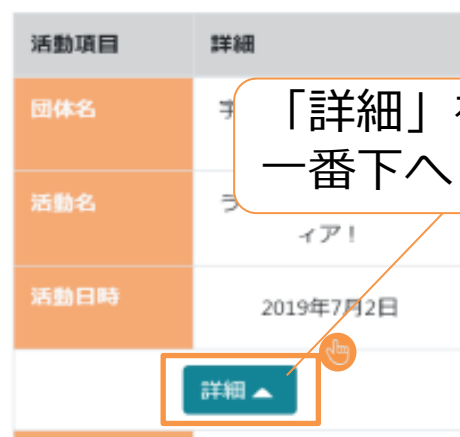 活動項目 詳細
団体名
「詳細」
一番下へ
活動名
ィア！
活動日時 2019年7月2日
詳細▲